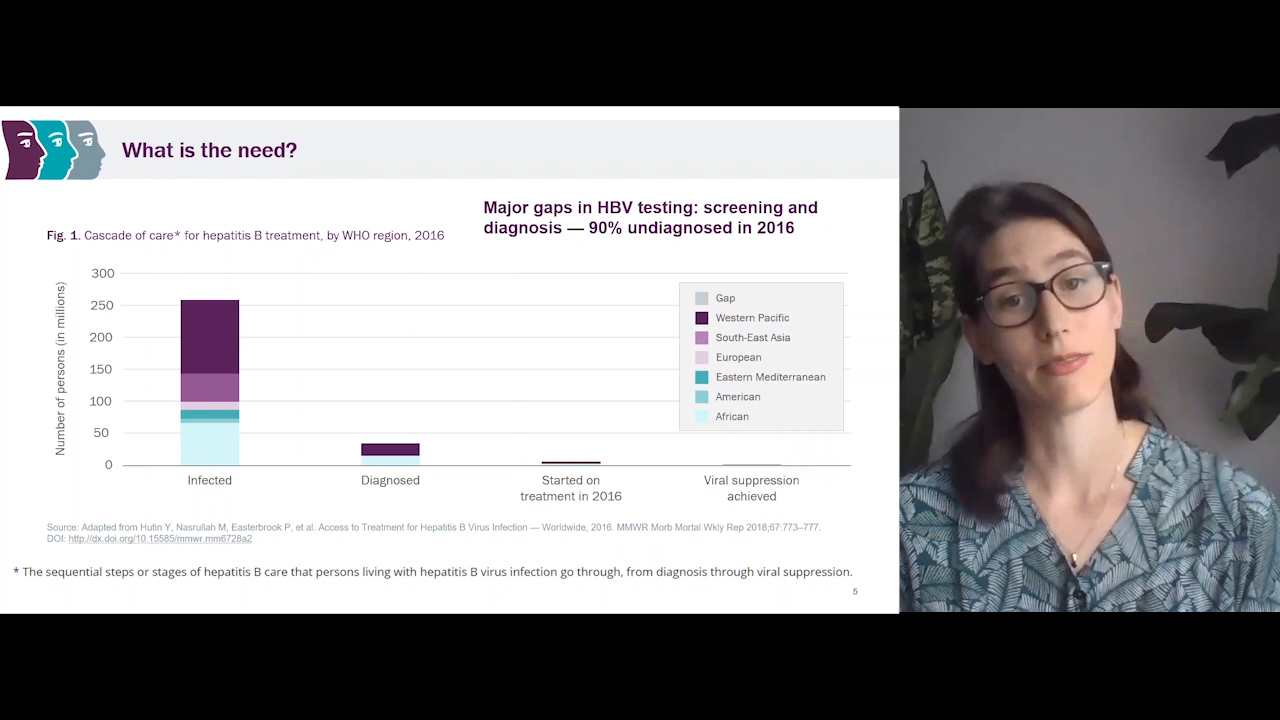 What is the need?
Major gaps in HBV testing: screening and
diagnosis — 90% undiagnosed in 2016
Fig. 1. Cascade of care* for hepatitis B treatment, by WHO region, 2016
Number of persons (in millions)
300
250
200
150
100
50
0
Gap
Western Pacific
South-East Asia
European
Eastern Mediterranean
American
African
Infected
Diagnosed
Started on
treatment in 2016
Viral suppression
achieved
Source: Adapted from Hutin Y, Nasrullah M, Easterbrook P, et al. Access to Treatment for Hepatitis B Virus Infection — Worldwide, 2016. MMWR Morb Mortal Wkly Rep 2018;67:773–777.
DOI: http://dx.doi.org/10.15585/mmwr.mm6728a2
* The sequential steps or stages of hepatitis B care that persons living with hepatitis B virus infection go through, from diagnosis through viral suppression.
5